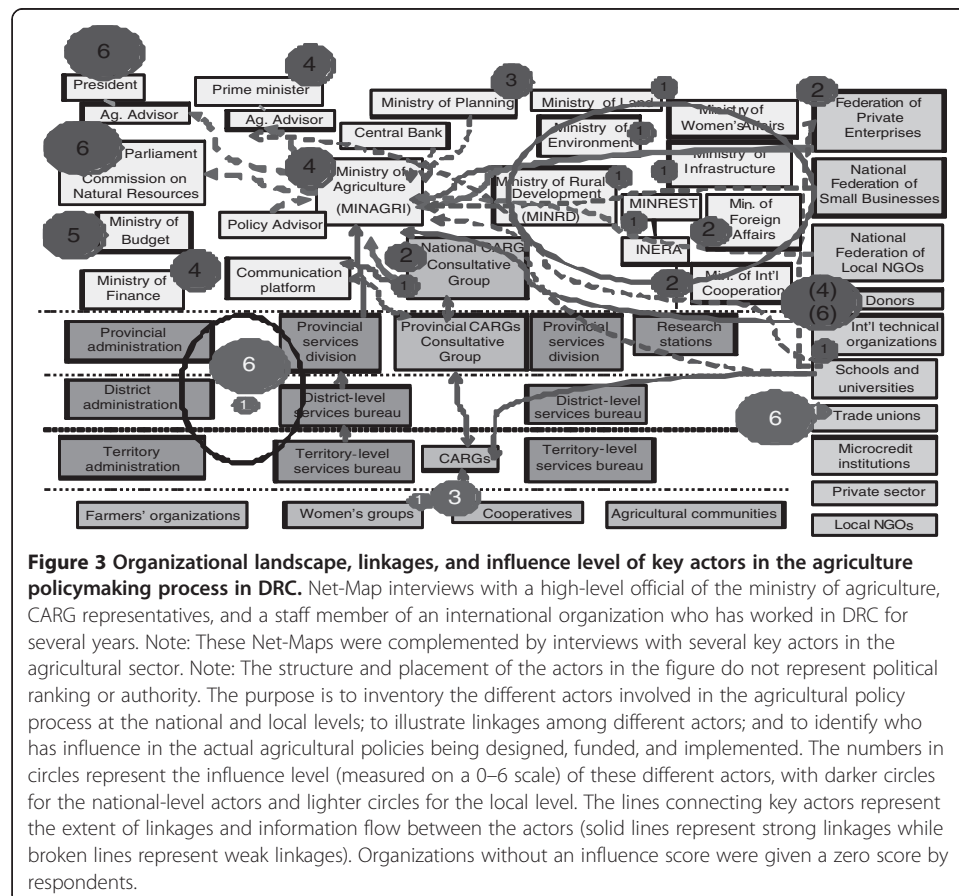 6
4
President
Prime minister
3
1
2
Ag. Advisor
Ag. Advisor
Ministry of Planning
Ministry of Land
Ministry of
Women's Affairs
Federation of
Private
Enterprises
Central Bank
Ministry of
Environment
1
6
Parliament
Commission on
Natural Resources
4
Ministry of
Agriculture
(MINAGRI)
Ministry of Rural
Development
(MINRD)
1
1
Ministry of
Infrastructure
National
Federation of
Small Businesses
MINREST
Min. of
Foreign
Affairs
5
Ministry of
Budget
Policy Advisor
1
2
INERA
National
Federation of
Local NGOs
2
1
National CARG
Consultative
Group
4
Ministry of
Finance
Communication
platform
2
Min. of Int'l
Cooperation
(4)
(6)
Donors
Provincial
administration
Provincial
services
division
Provincial CARGs
Consultative
Group
Provincial
services
division
Research
stations
Int'l technical
organizations
6
1
1
Schools and
universities
District
administration
District-level
services bureau
District-level
services bureau
6
1
Trade unions
Territory
administration
Territory-level
services bureau
CARGs
Territory-level
services bureau
Microcredit
institutions
1
3
Private sector
Farmers' organizations
Women's groups
Cooperatives
Agricultural communities
Local NGOs
Figure 3 Organizational landscape, linkages, and influence level of key actors in the agriculture
policymaking process in DRC. Net-Map interviews with a high-level official of the ministry of agriculture,
CARG representatives, and a staff member of an international organization who has worked in DRC for
several years. Note: These Net-Maps were complemented by interviews with several key actors in the
agricultural sector. Note: The structure and placement of the actors in the figure do not represent political
ranking or authority. The purpose is to inventory the different actors involved in the agricultural policy
process at the national and local levels; to illustrate linkages among different actors; and to identify who
has influence in the actual agricultural policies being designed, funded, and implemented. The numbers in
circles represent the influence level (measured on a 0–6 scale) of these different actors, with darker circles
for the national-level actors and lighter circles for the local level. The lines connecting key actors represent
the extent of linkages and information flow between the actors (solid lines represent strong linkages while
broken lines represent weak linkages). Organizations without an influence score were given a zero score by
respondents.